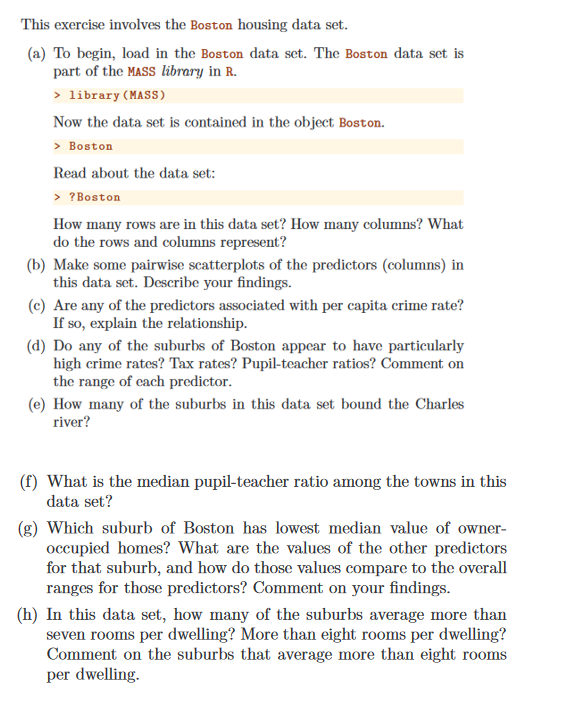 This exercise involves the Boston housing data set.
(a) To begin, load in the Boston data set. The Boston data set is
part of the MASS library in R.
> library(MASS)
Now the data set is contained in the object Boston.
> Boston
Read about the data set:
> ?Boston
How many rows are in this data set? How many columns? What
do the rows and columns represent?
(b) Make some pairwise scatterplots of the predictors (columns) in
this data set. Describe your findings.
(c) Are any of the predictors associated with per capita crime rate?
If so, explain the relationship.
(d) Do any of the suburbs of Boston appear to have particularly
high crime rates? Tax rates? Pupil-teacher ratios? Comment on
the range of each predictor.
(e) How many of the suburbs in this data set bound the Charles
river?
(f) What is the median pupil-teacher ratio among the towns in this
data set?
(g) Which suburb of Boston has lowest median value of owner-
occupied homes? What are the values of the other predictors
for that suburb, and how do those values compare to the overall
ranges for those predictors? Comment on your findings.
(h) In this data set, how many of the suburbs average more than
seven rooms per dwelling? More than eight rooms per dwelling?
Comment on the suburbs that average more than eight rooms
per dwelling.